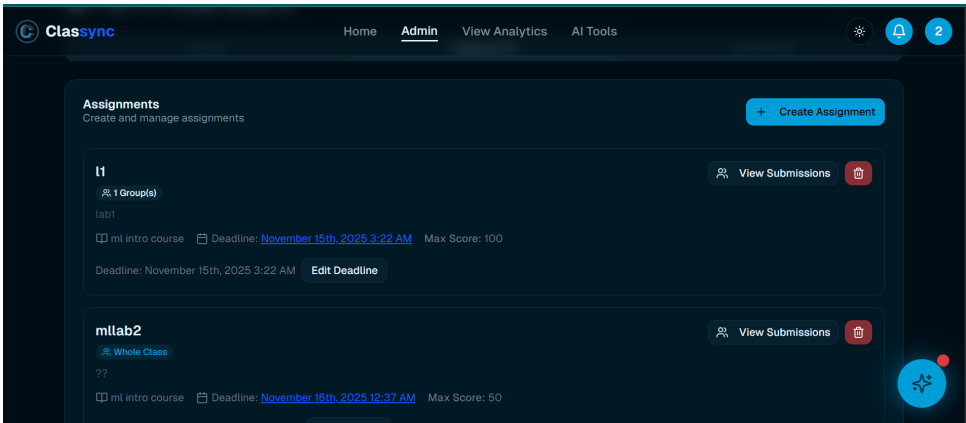 Classync
Home Admin View Analytics AI Tools
2
Assignments
Create and manage assignments
+ Create Assignment
l1
1 Group(s)
View Submissions
lab1
ml intro course Deadline: November 15th, 2025 3:22 AM Max Score: 100
Deadline: November 15th, 2025 3:22 AM Edit Deadline
mllab2
Whole Class
View Submissions
??
ml intro course Deadline: November 16th, 2025 12:37 AM Max Score: 50